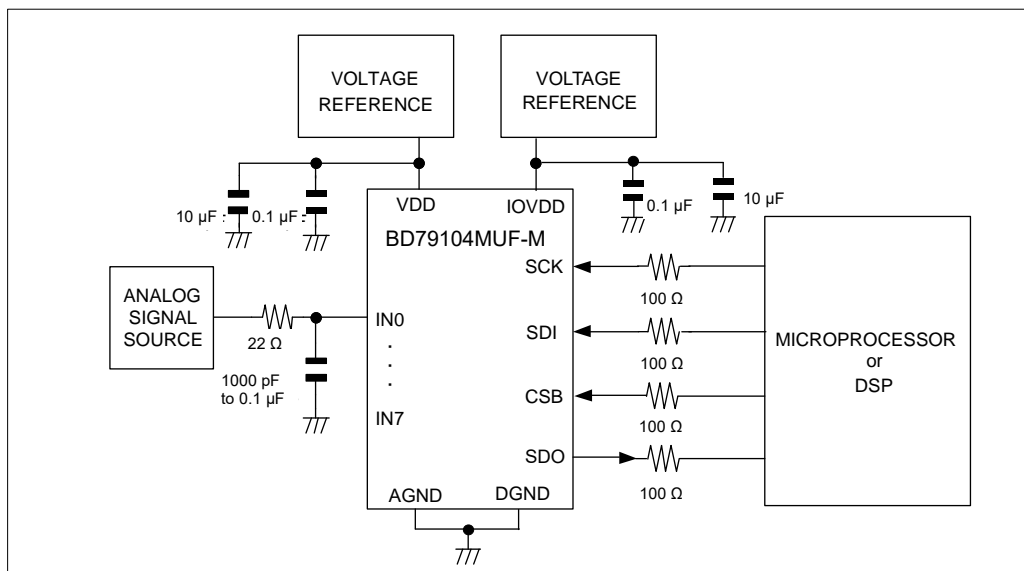 VOLTAGE
REFERENCE
VOLTAGE
REFERENCE
10 µF
0.1 µF
VDD
IOVDD
0.1 µF
10 µF
BD79104MUF-M
ANALOG
SIGNAL
SOURCE
22 Ω
1000 pF
to 0.1 µF
IN0
.
.
.
.
IN7
SCK
100 Ω
SDI
100 Ω
CSB
100 Ω
SDO
100 Ω
MICROPROCESSOR
or
DSP
AGND
DGND